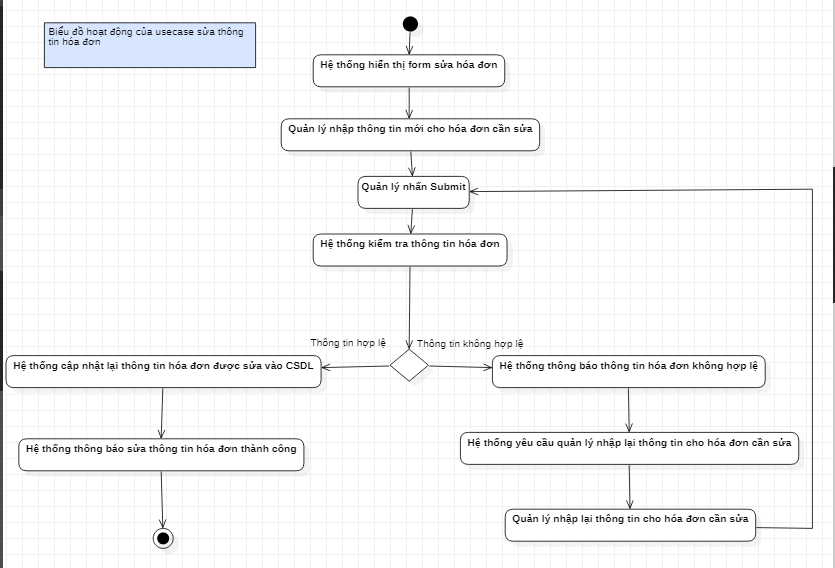 Biểu đồ hoạt động của usecase sửa thông
tin hóa đơn
Hệ thống hiển thị form sửa hóa đơn
Quản lý nhập thông tin mới cho hóa đơn cần sửa
Quản lý nhấn Submit
Hệ thống kiểm tra thông tin hóa đơn
Thông tin hợp lệ
Thông tin không hợp lệ
Hệ thống cập nhật lại thông tin hóa đơn được sửa vào CSDL
Hệ thống thông báo thông tin hóa đơn không hợp lệ
Hệ thống thông báo sửa thông tin hóa đơn thành công
Hệ thống yêu cầu quản lý nhập lại thông tin cho hóa đơn cần sửa
Quản lý nhập lại thông tin cho hóa đơn cần sửa